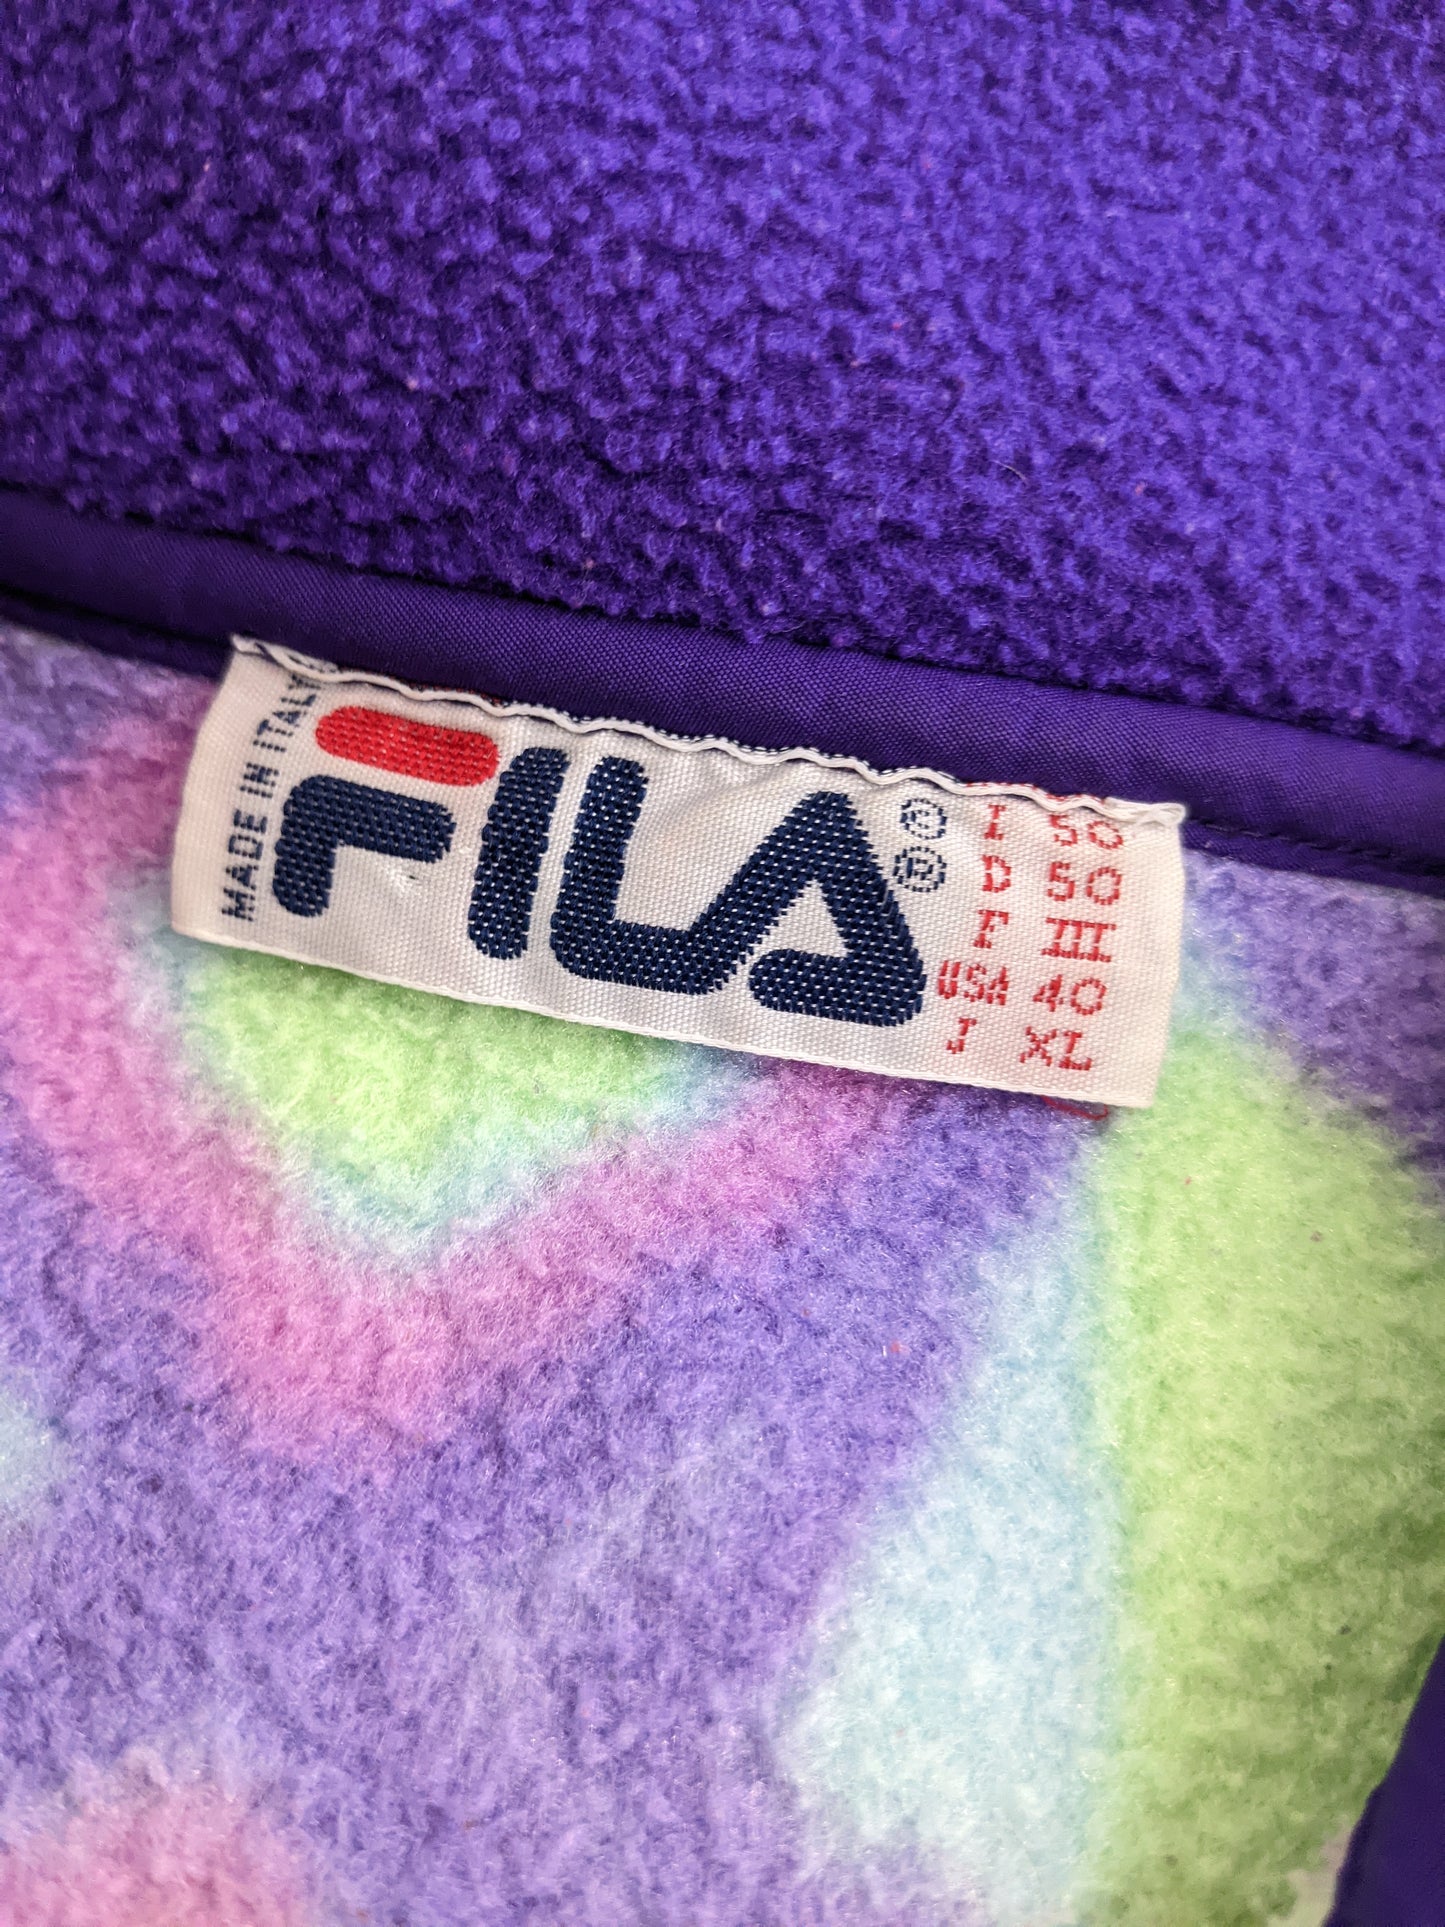 MADE IN ITALY
FILA © ®
I 50
D 50
F III
USA 40
J XL